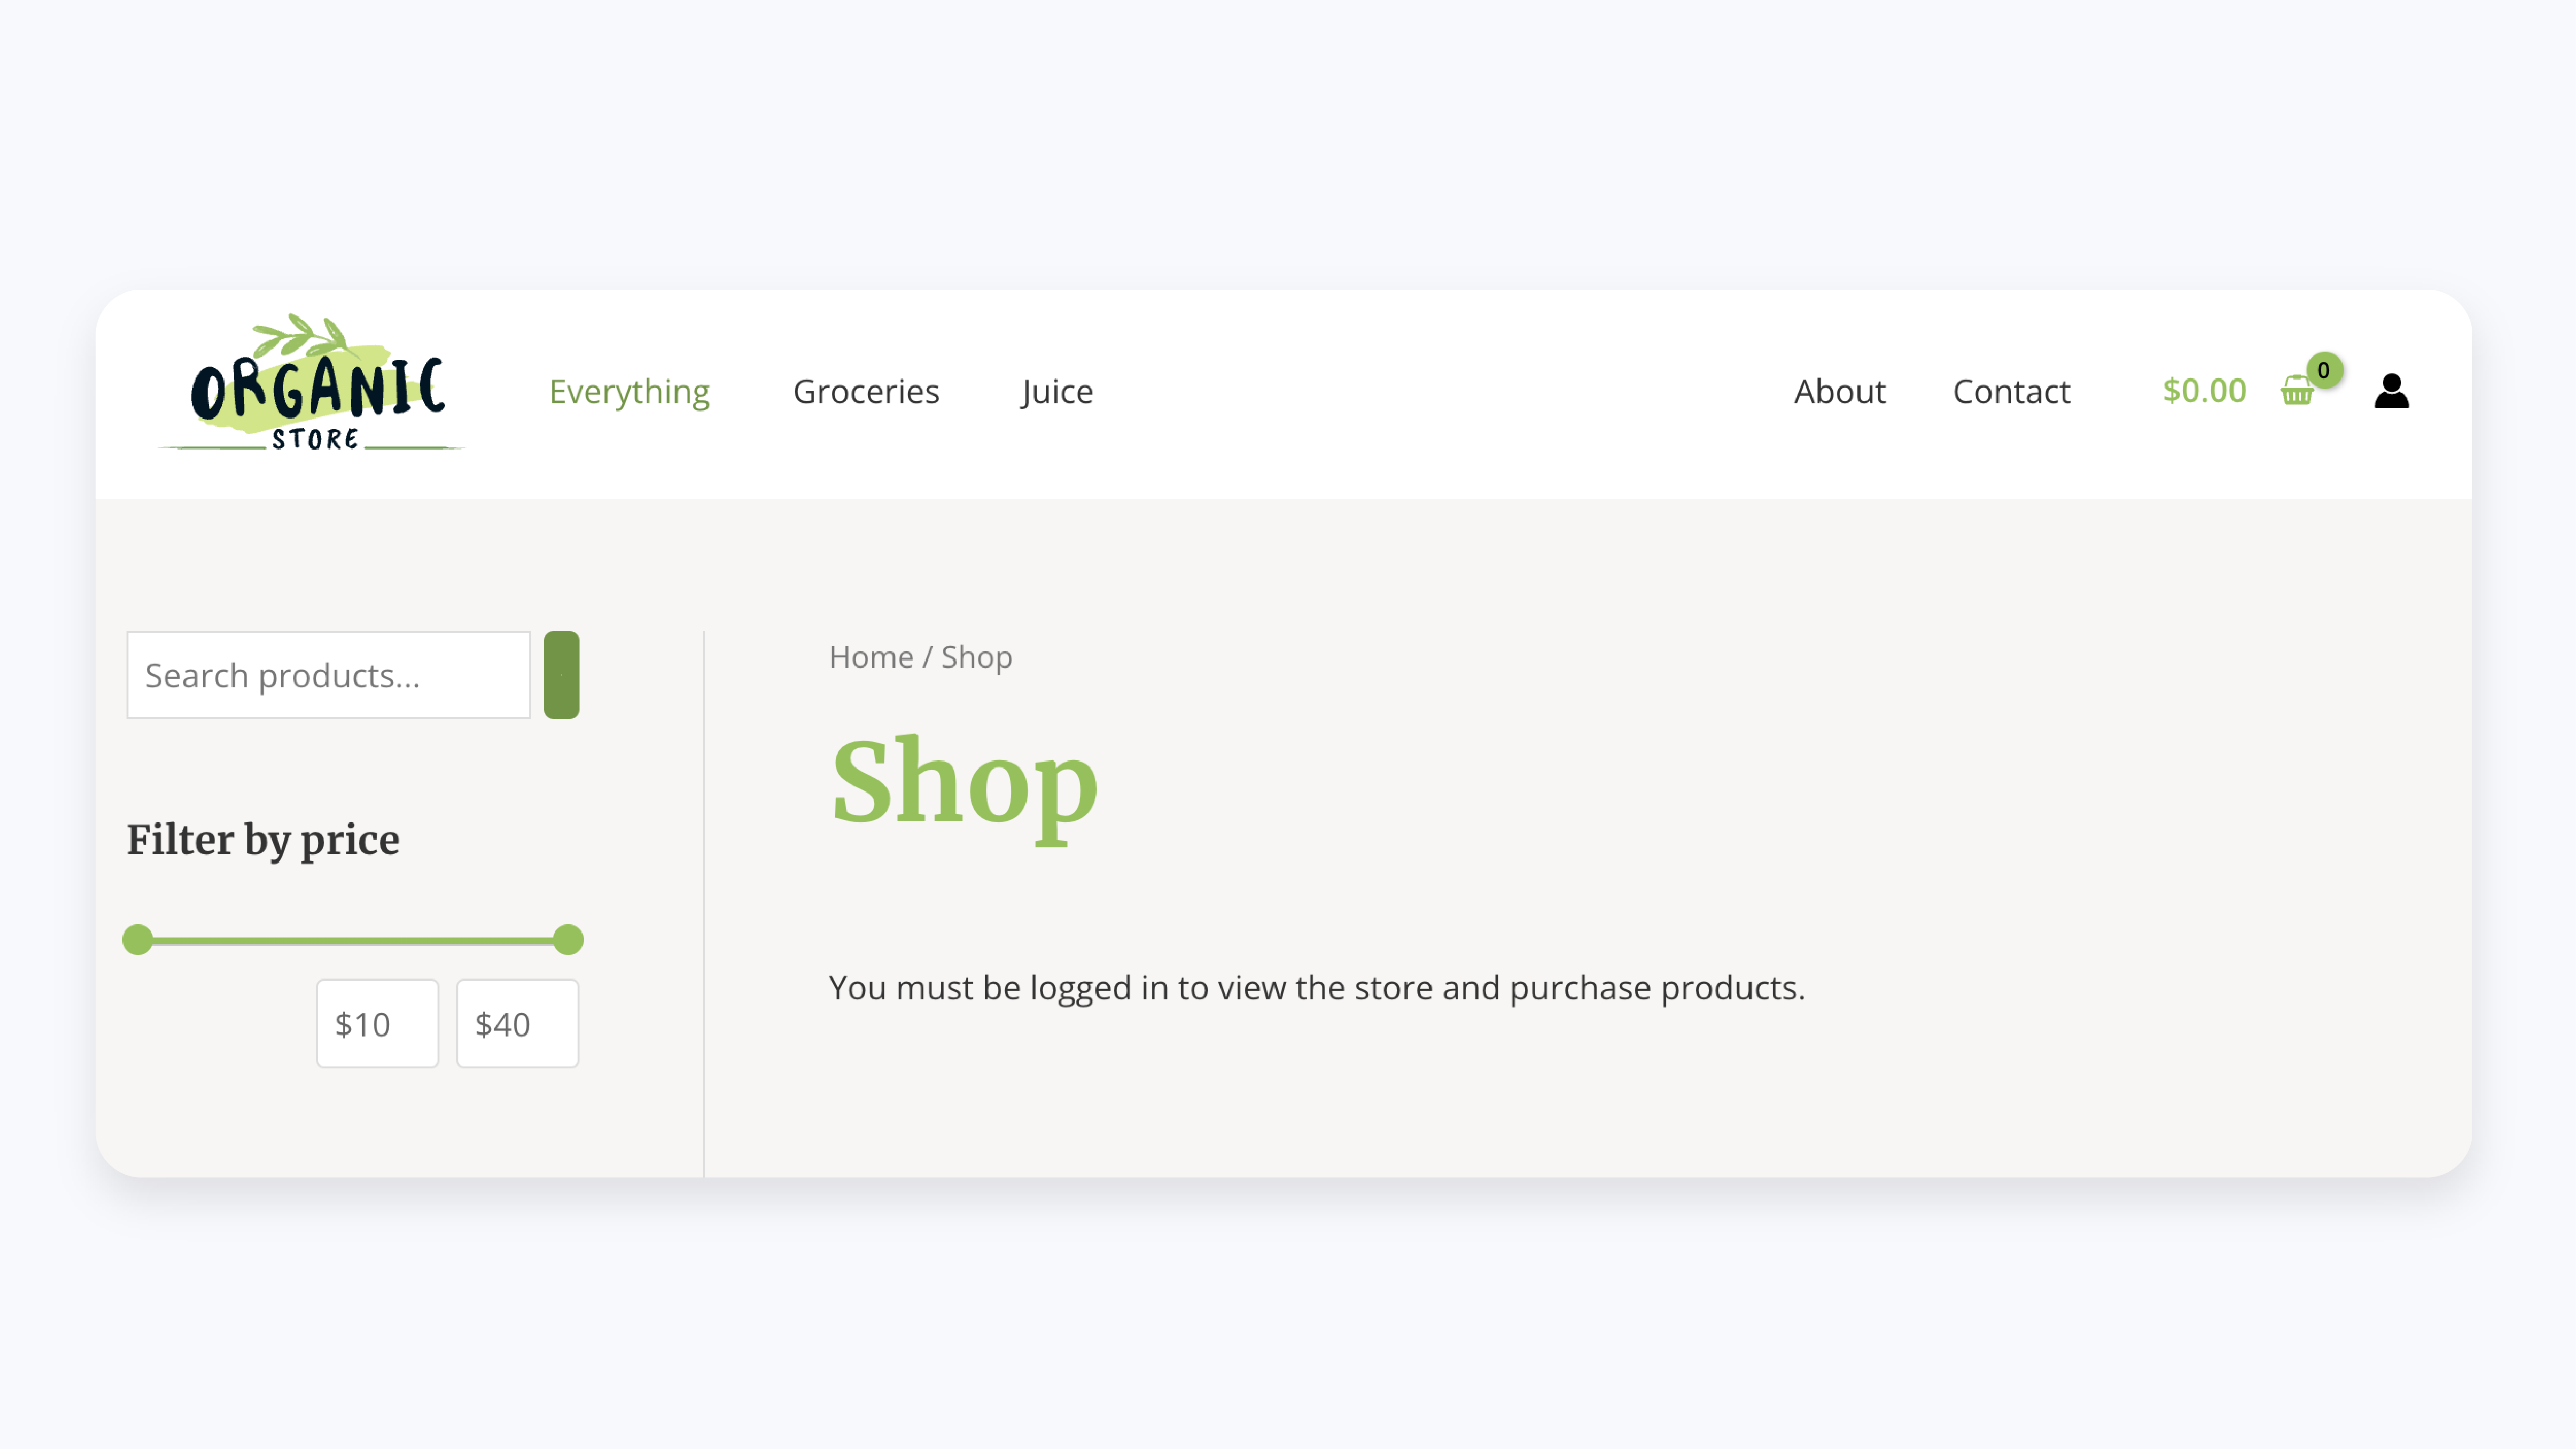 ORGANIC
STORE
Everything Groceries Juice About Contact $0.00 0
Search products...
Filter by price
$10 $40
Home / Shop
Shop
You must be logged in to view the store and purchase products.